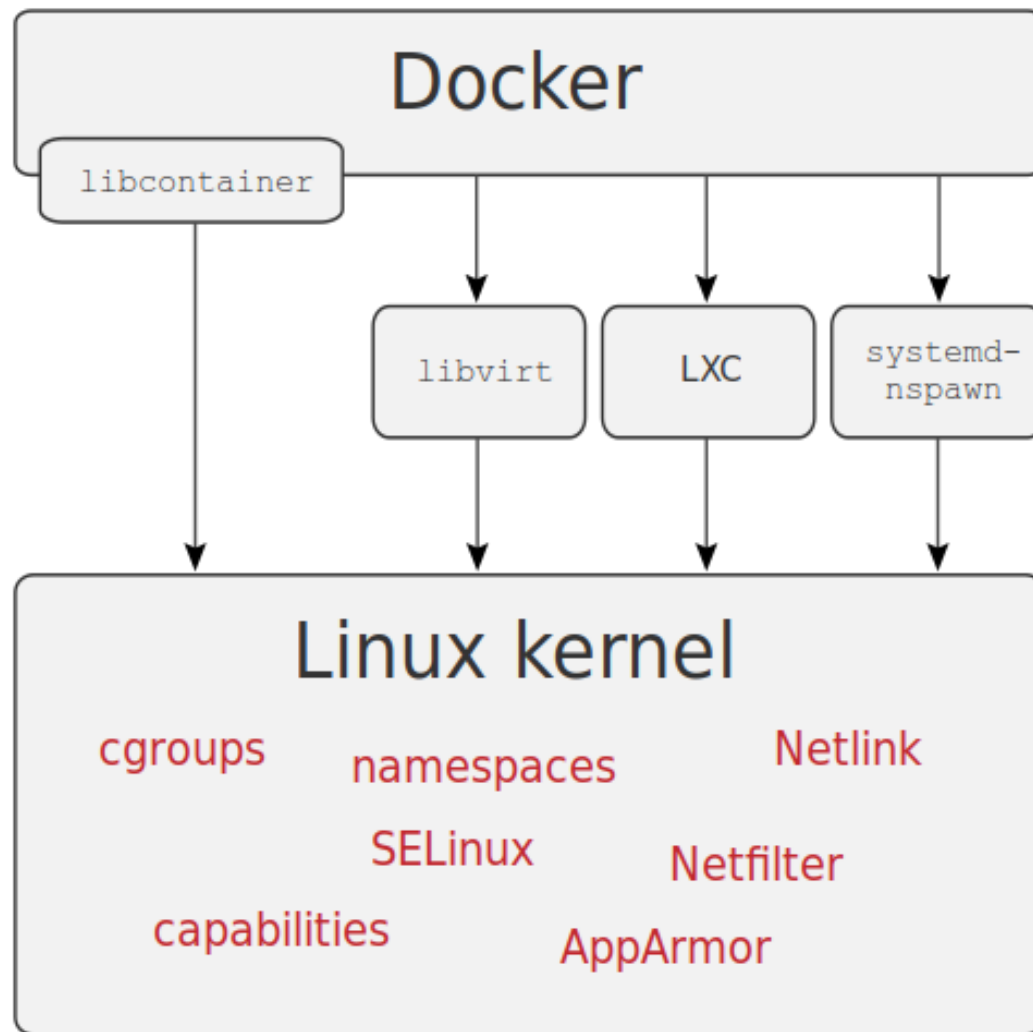 Docker
libcontainer
libvirt
LXC
systemd-
nspawn
Linux kernel
cgroups
namespaces
Netlink
SELinux
Netfilter
capabilities
AppArmor